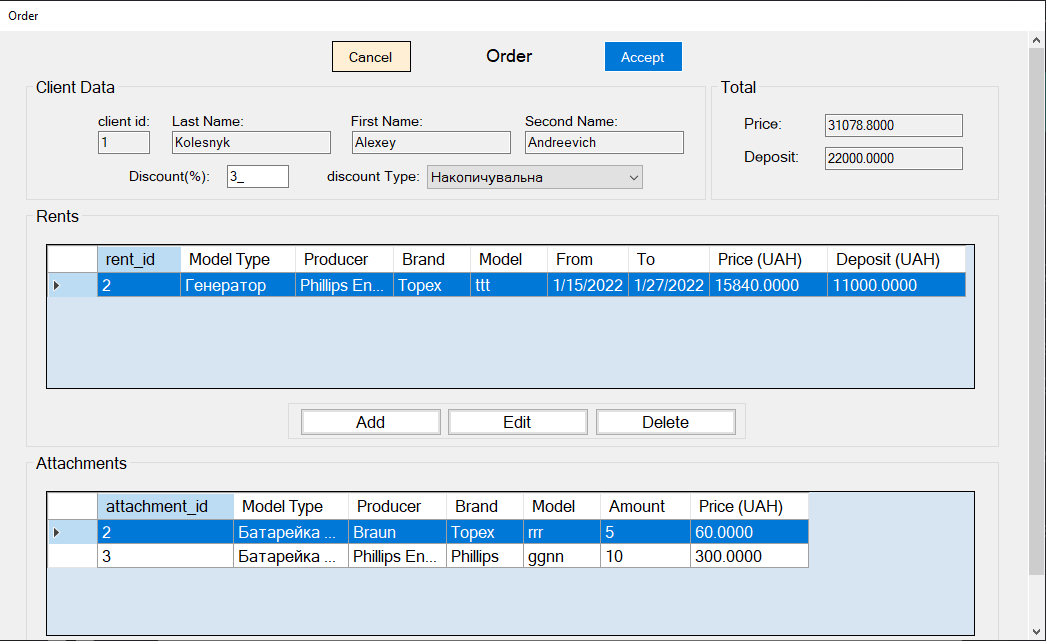 Order
Cancel Order Accept
Client Data
client id: Last Name: First Name: Second Name:
1 Kolesnyk Alexey Andreevich
Discount(%): 3_ discount Type: Накопичувальна
Total
Price: 31078.8000
Deposit: 22000.0000
Rents
rent_id Model Type Producer Brand Model From To Price (UAH) Deposit (UAH)
2 Генератор Phillips En... Topex ttt 1/15/2022 1/27/2022 15840.0000 11000.0000
Add Edit Delete
Attachments
attachment_id Model Type Producer Brand Model Amount Price (UAH)
2 Батарейка ... Braun Topex rrr 5 60.0000
3 Батарейка ... Phillips En... Phillips ggnn 10 300.0000